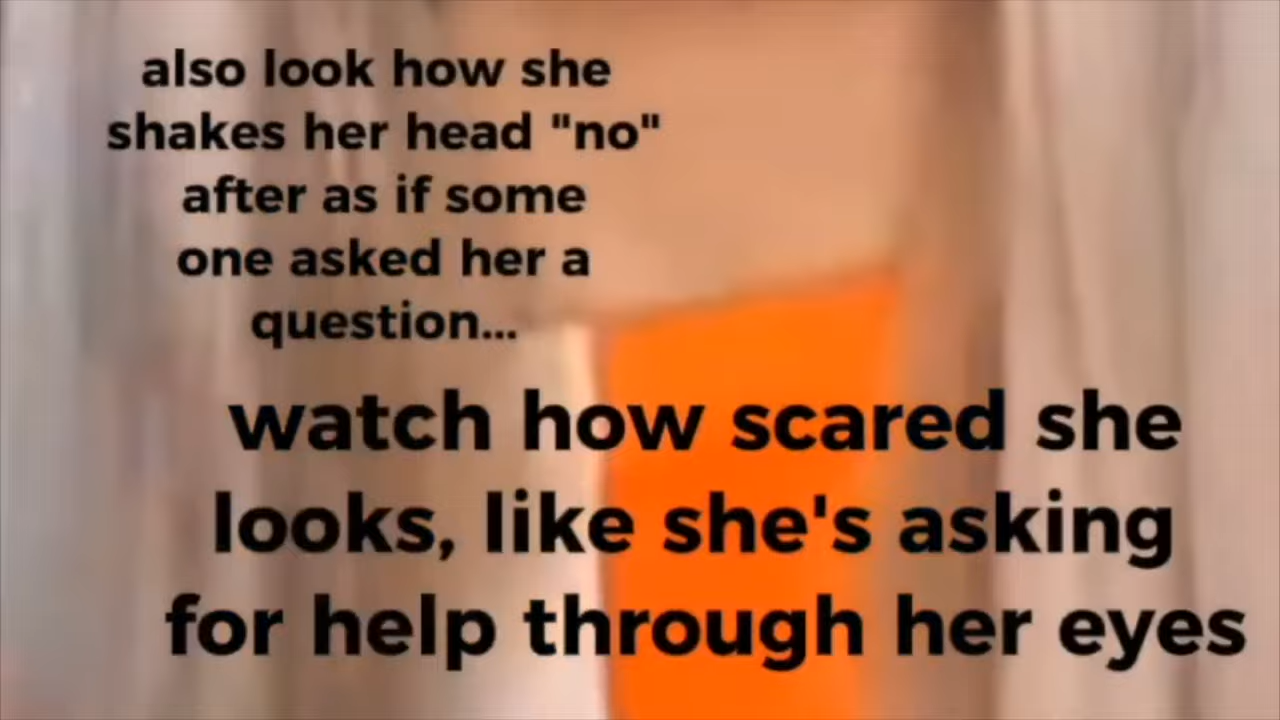 also look how she
shakes her head "no"
after as if some
one asked her a
question...
watch how scared she
looks, like she's asking
for help through her eyes